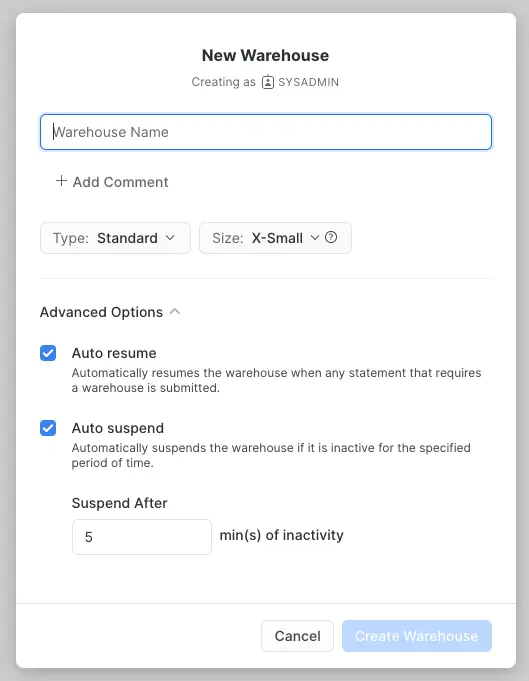 New Warehouse
Creating as SYSADMIN
Warehouse Name
+ Add Comment
Type: Standard
Size: X-Small ?
Advanced Options
Auto resume
Automatically resumes the warehouse when any statement that requires
a warehouse is submitted.
Auto suspend
Automatically suspends the warehouse if it is inactive for the specified
period of time.
Suspend After
5 min(s) of inactivity
Cancel
Create Warehouse